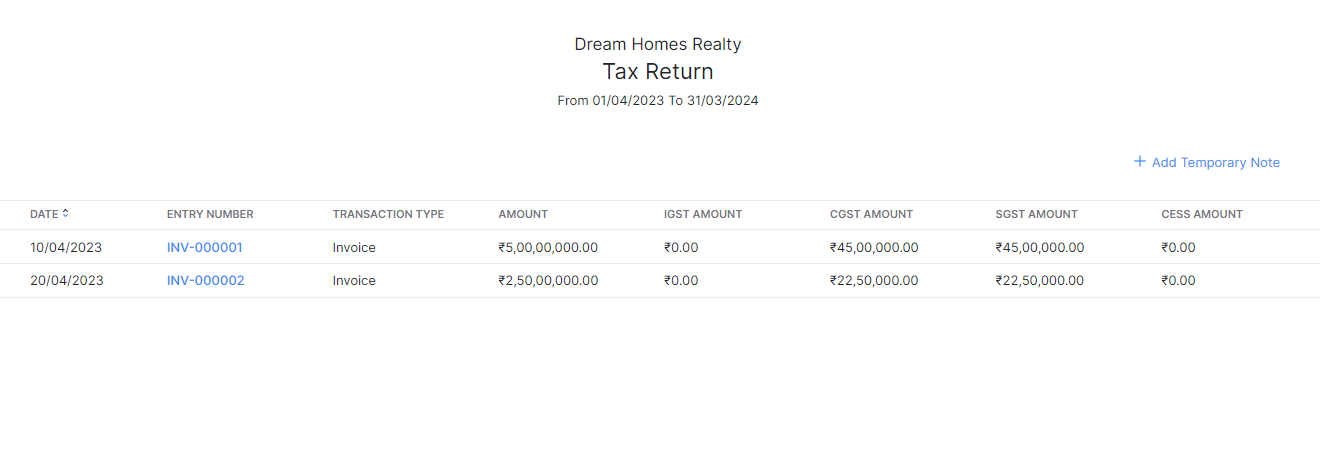 Dream Homes Realty
Tax Return
From 01/04/2023 To 31/03/2024
+ Add Temporary Note
DATE ENTRY NUMBER TRANSACTION TYPE AMOUNT IGST AMOUNT CGST AMOUNT SGST AMOUNT CESS AMOUNT
10/04/2023 INV-000001 Invoice ₹5,00,00,000.00 ₹0.00 ₹45,00,000.00 ₹45,00,000.00 ₹0.00
20/04/2023 INV-000002 Invoice ₹2,50,00,000.00 ₹0.00 ₹22,50,000.00 ₹22,50,000.00 ₹0.00